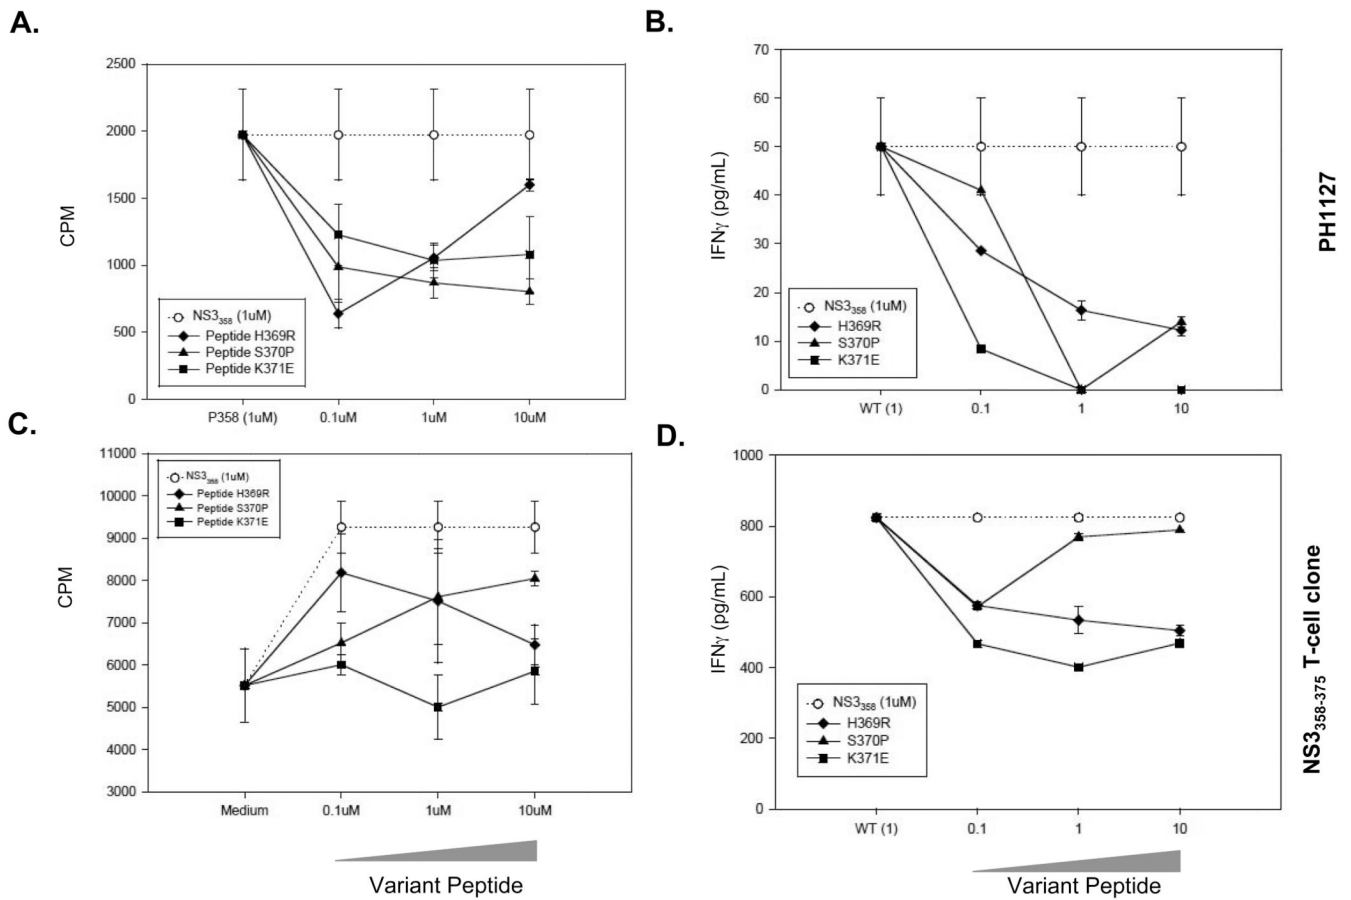 A.
2500
2000
1500
1000
500
0
CPM
NS3358 (1uM)
Peptide H369R
Peptide S370P
Peptide K371E
P358 (1uM) 0.1uM 1uM 10uM
B.
70
60
50
40
30
20
10
0
IFNγ (pg/mL)
NS3358 (1uM)
H369R
S370P
K371E
WT (1) 0.1 1 10
PH1127
C.
11000
10000
9000
8000
7000
6000
5000
4000
3000
CPM
NS3358 (1uM)
Peptide H369R
Peptide S370P
Peptide K371E
Medium 0.1uM 1uM 10uM
Variant Peptide
D.
1000
800
600
400
200
0
IFNγ (pg/mL)
NS3358 (1uM)
H369R
S370P
K371E
WT (1) 0.1 1 10
Variant Peptide
NS3358-375 T-cell clone